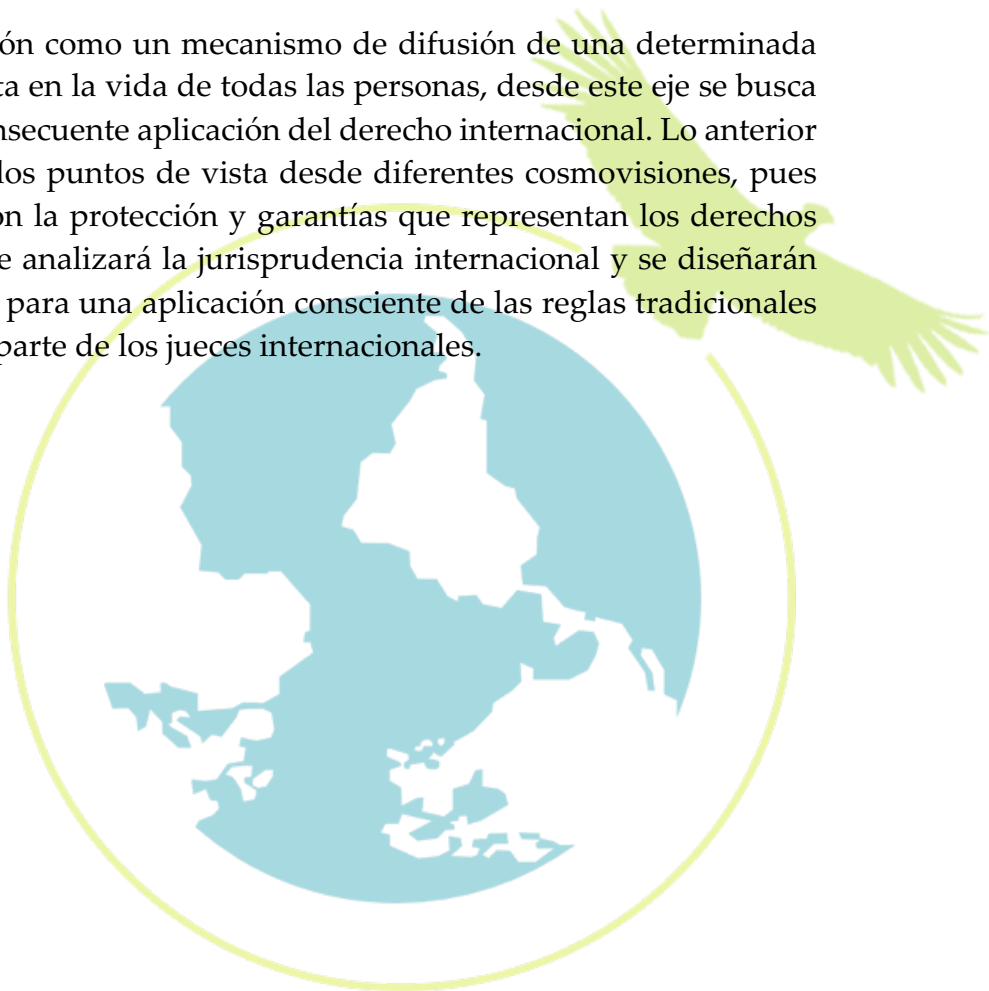 ón como un mecanismo de difusión de una determinada
ta en la vida de todas las personas, desde este eje se busca
nsecuente aplicación del derecho internacional. Lo anterior
los puntos de vista desde diferentes cosmovisiones, pues
on la protección y garantías que representan los derechos
e analizará la jurisprudencia internacional y se diseñarán
para una aplicación consciente de las reglas tradicionales
parte de los jueces internacionales.